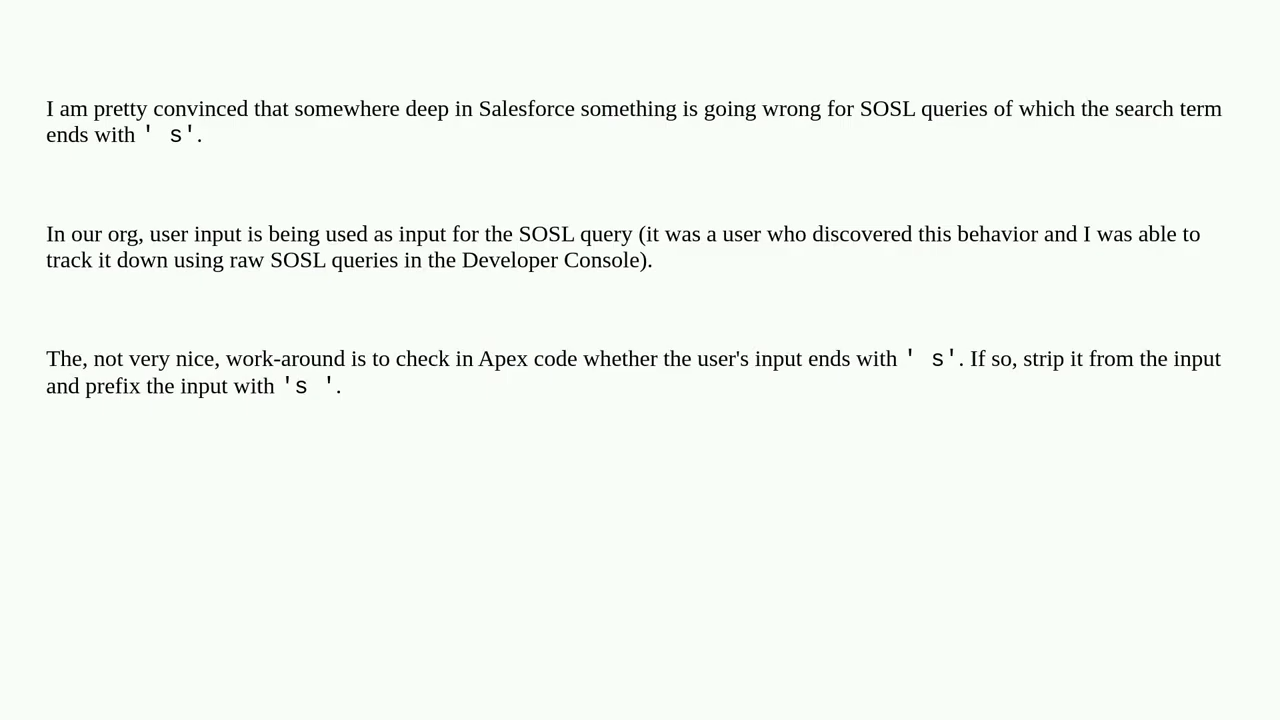 I am pretty convinced that somewhere deep in Salesforce something is going wrong for SOSL queries of which the search term
ends with ' s'.
In our org, user input is being used as input for the SOSL query (it was a user who discovered this behavior and I was able to
track it down using raw SOSL queries in the Developer Console).
The, not very nice, work-around is to check in Apex code whether the user's input ends with ' s'. If so, strip it from the input
and prefix the input with 's '.